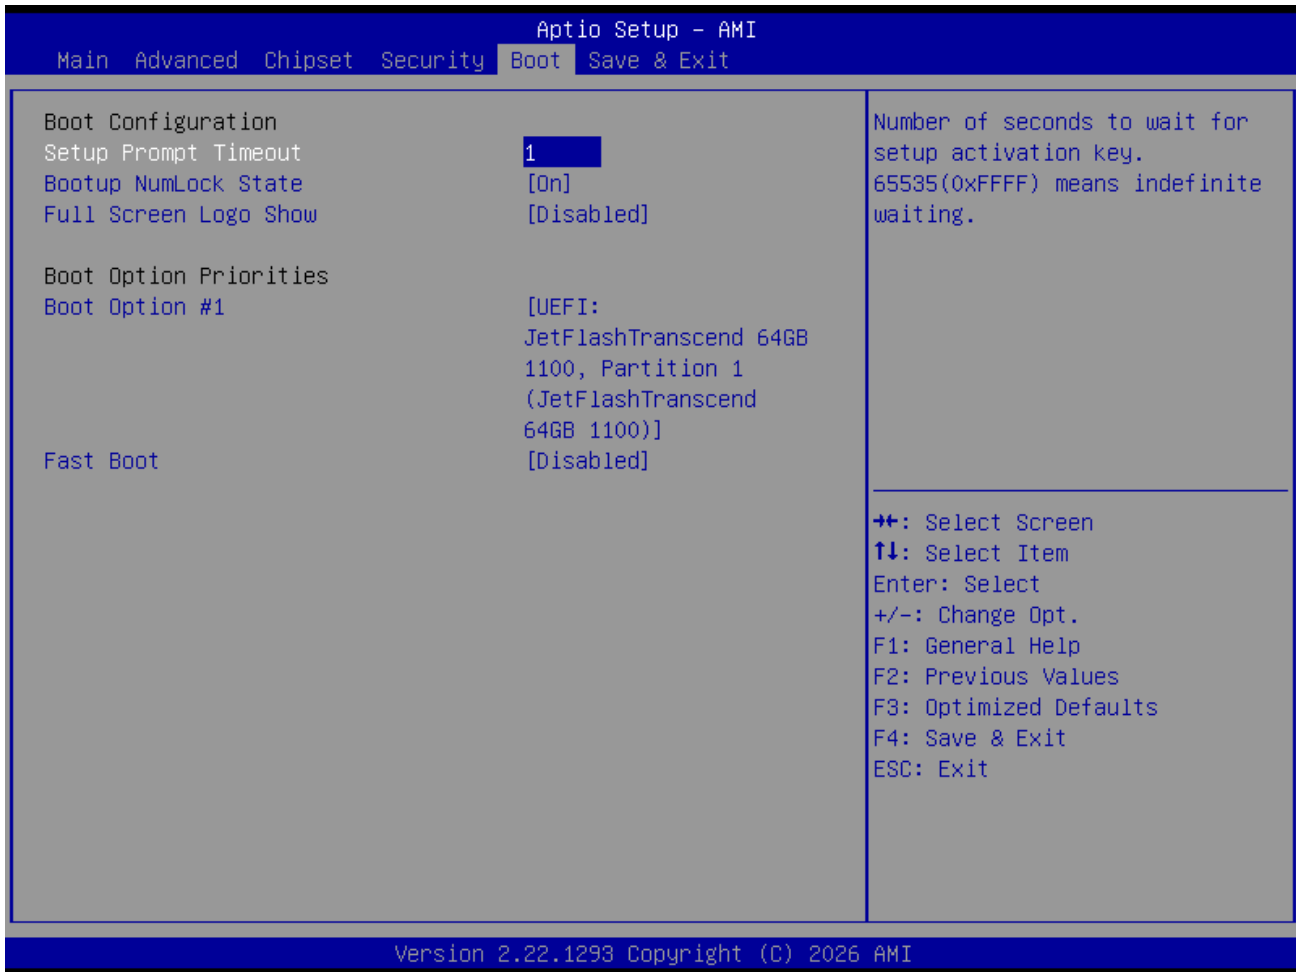 Aptio Setup – AMI
Main Advanced Chipset Security Boot Save & Exit
Boot Configuration
Setup Prompt Timeout 1
Bootup NumLock State [On]
Full Screen Logo Show [Disabled]
Boot Option Priorities
Boot Option #1 [UEFI:
JetFlashTranscend 64GB
1100, Partition 1
(JetFlashTranscend
64GB 1100)]
Fast Boot [Disabled]
Number of seconds to wait for
setup activation key.
65535(0xFFFF) means indefinite
waiting.
→←: Select Screen
↑↓: Select Item
Enter: Select
+/-: Change Opt.
F1: General Help
F2: Previous Values
F3: Optimized Defaults
F4: Save & Exit
ESC: Exit
Version 2.22.1293 Copyright (C) 2026 AMI